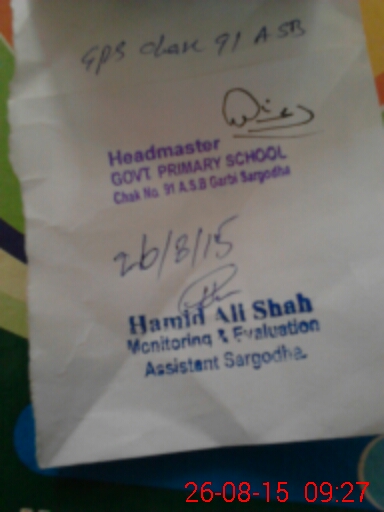 GPS Chak 91 A SB
Headmaster
GOVT. PRIMARY SCHOOL
Chak No. 91 A.S.B Garbi Sargodha
26/8/15
Hamid Ali Shah
Monitoring & Evaluation
Assistant Sargodha.
26-08-15 09:27